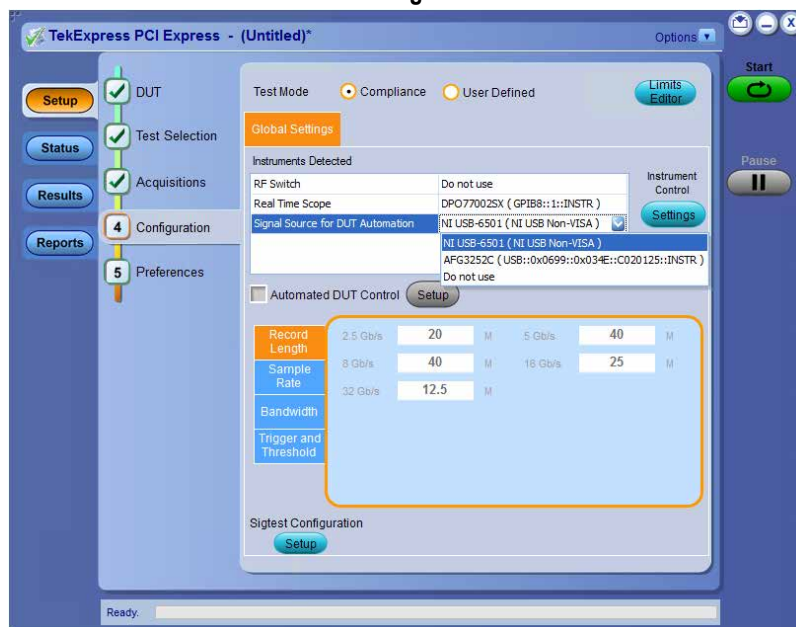 TekExpress PCI Express - (Untitled)*
Options
Start
Pause
Setup
Status
Results
Reports
DUT
Test Selection
Acquisitions
4 Configuration
5 Preferences
Test Mode Compliance User Defined
Limits Editor
Global Settings
Instruments Detected
RF Switch Do not use
Real Time Scope DPO77002SX ( GPIB8::1::INSTR )
Signal Source for DUT Automation NI USB-6501 ( NI USB Non-VISA )
NI USB-6501 ( NI USB Non-VISA )
AFG3252C ( USB::0x0699::0x034E::C020125::INSTR )
Do not use
Instrument Control
Settings
Automated DUT Control Setup
Record Length
Sample Rate
Bandwidth
Trigger and Threshold
2.5 Gb/s 20 M 5 Gb/s 40 M
8 Gb/s 40 M 16 Gb/s 25 M
32 Gb/s 12.5 M
Sigtest Configuration
Setup
Ready.